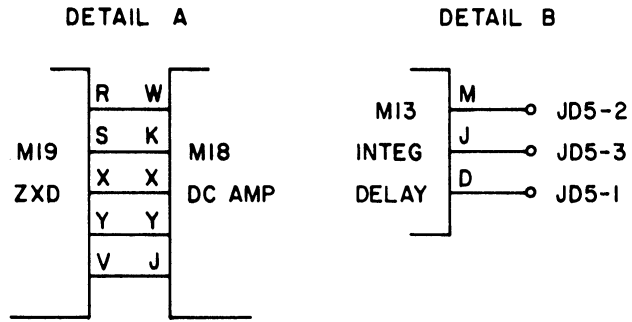 DETAIL A
R W
S K
M19 M18
X X
ZXD DC AMP
Y Y
V J
DETAIL B
M
M13 JD5-2
J
INTEG JD5-3
D
DELAY JD5-1